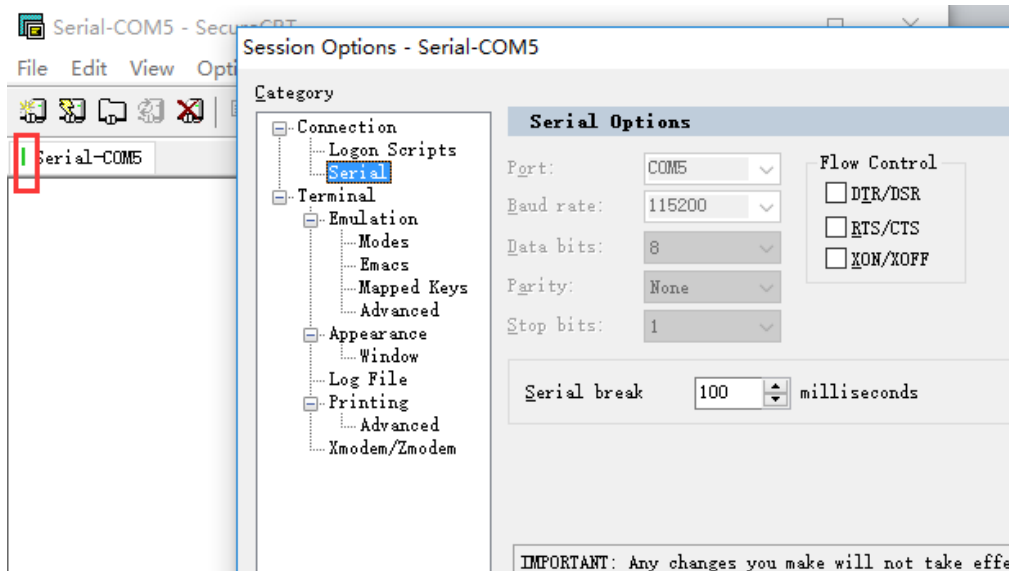 Serial-COM5 - SecureCRT
File Edit View Opti
Serial-COM5
Session Options - Serial-COM5
Category
Connection
Logon Scripts
Serial
Terminal
Emulation
Modes
Emacs
Mapped Keys
Advanced
Appearance
Window
Log File
Printing
Advanced
Xmodem/Zmodem
Serial Options
Port: COM5
Baud rate: 115200
Data bits: 8
Parity: None
Stop bits: 1
Flow Control
DTR/DSR
RTS/CTS
XON/XOFF
Serial break 100 milliseconds
IMPORTANT: Any changes you make will not take effe